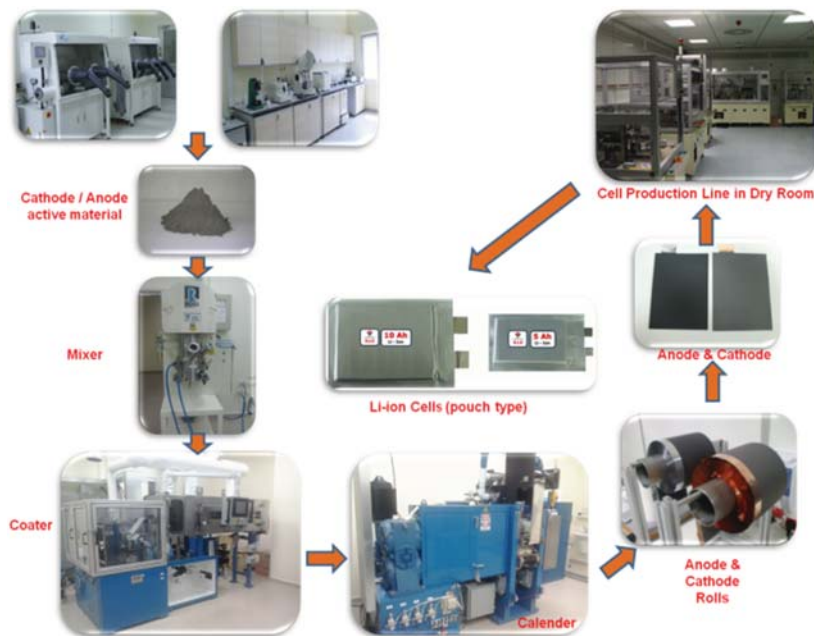 Cathode / Anode
active material
Mixer
Coater
Calender
Anode &
Cathode
Rolls
Anode & Cathode
Cell Production Line in Dry Room
10 Ah
5 Ah
Li-ion Cells (pouch type)